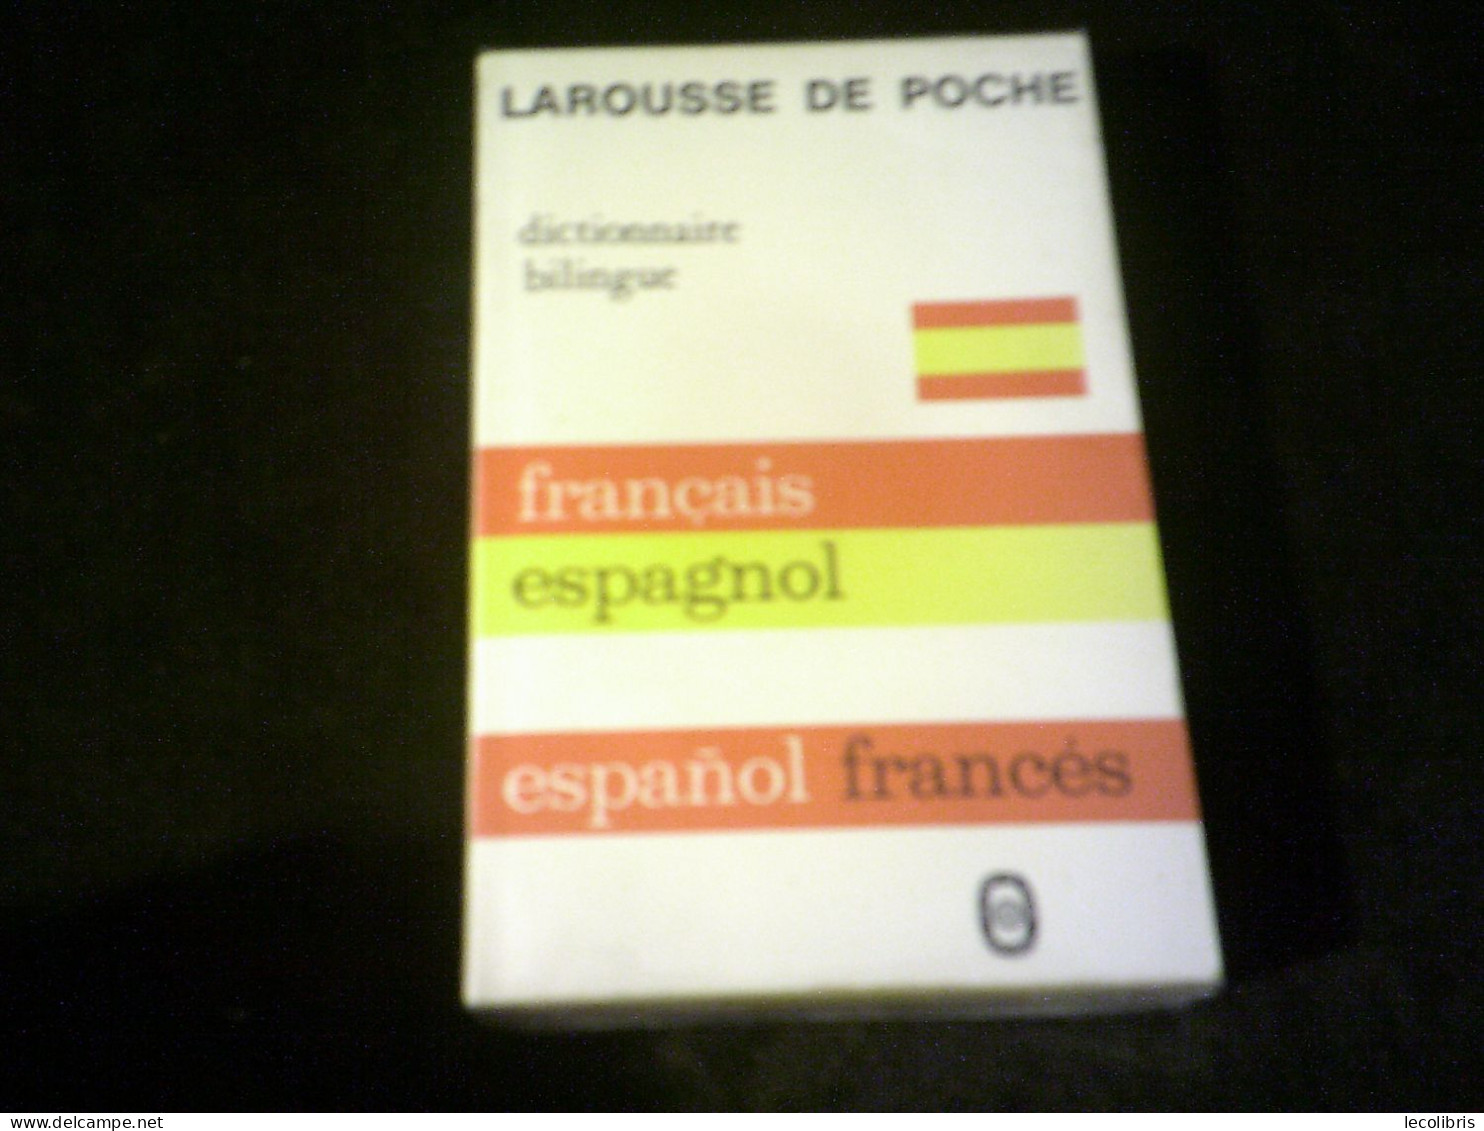 LAROUSSE DE POCHE
dictionnaire
bilingue
français
espagnol
español francés
www.delcampe.net
lecolibris